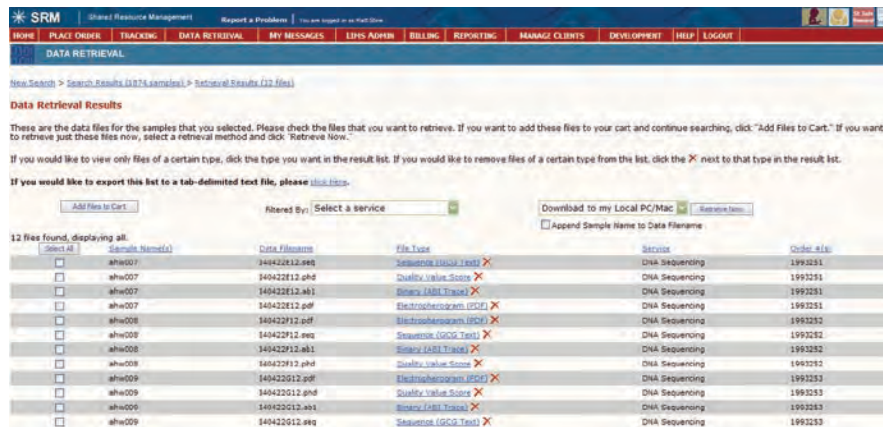 SRM Shared Resource Management Report a Problem You are logged in as Matt Stine
HOME PLACE ORDER TRACKING DATA RETRIEVAL MY MESSAGES LIMS ADMIN BILLING REPORTING MANAGE CLIENTS DEVELOPMENT HELP LOGOUT
DATA RETRIEVAL
New Search > Search Results (1874 samples) > Retrieval Results (12 files)
Data Retrieval Results
These are the data files for the samples that you selected. Please check the files that you want to retrieve. If you want to add these files to your cart and continue searching, click "Add Files to Cart." If you want
to retrieve just these files now, select a retrieval method and click "Retrieve Now."
If you would like to view only files of a certain type, click the type you want in the result list. If you would like to remove files of a certain type from the list, click the X next to that type in the result list.
If you would like to export this list to a tab-delimited text file, please click here.
Add Files to Cart Filtered By: Select a service Download to my Local PC/Mac Retrieve Now
Append Sample Name to Data Filename
12 files found, displaying all.
Select All Sample Name(s) Data Filename File Type Service Order #(s)
ahw007 140422E12.seq Sequence (GCG Text) X DNA Sequencing 1993251
ahw007 140422E12.phd Quality Value Score X DNA Sequencing 1993251
ahw007 140422E12.ab1 Binary (ABI Trace) X DNA Sequencing 1993251
ahw007 140422E12.pdf Electropherogram (PDF) X DNA Sequencing 1993251
ahw008 140422F12.pdf Electropherogram (PDF) X DNA Sequencing 1993252
ahw008 140422F12.seq Sequence (GCG Text) X DNA Sequencing 1993252
ahw008 140422F12.ab1 Binary (ABI Trace) X DNA Sequencing 1993252
ahw008 140422F12.phd Quality Value Score X DNA Sequencing 1993252
ahw009 140422G12.pdf Electropherogram (PDF) X DNA Sequencing 1993253
ahw009 140422G12.phd Quality Value Score X DNA Sequencing 1993253
ahw009 140422G12.ab1 Binary (ABI Trace) X DNA Sequencing 1993253
ahw009 140422G12.seq Sequence (GCG Text) X DNA Sequencing 1993253